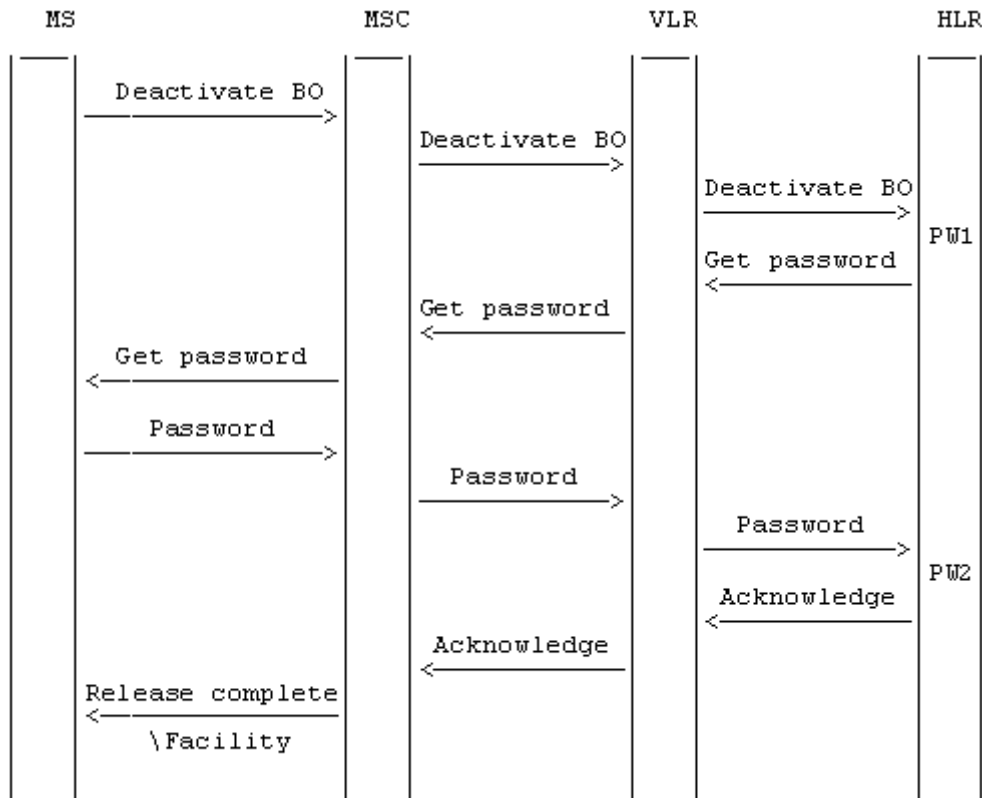 MS MSC VLR HLR
Deactivate BO
Deactivate BO
Deactivate BO
PW1
Get password
Get password
Get password
Password
Password
Password
PW2
Acknowledge
Acknowledge
Release complete
\Facility